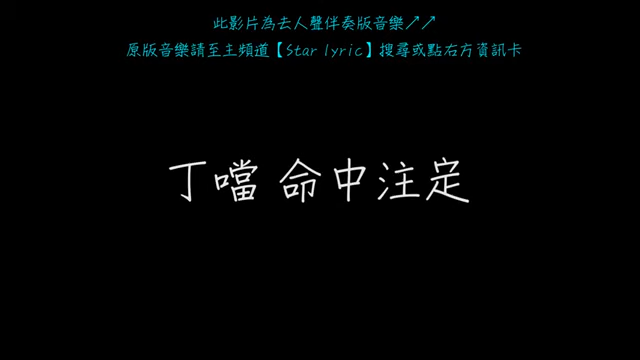 此影片為去人聲伴奏版音樂↗↗
原版音樂請至主頻道【Star lyric】搜尋或點右方資訊卡
丁噹 命中注定